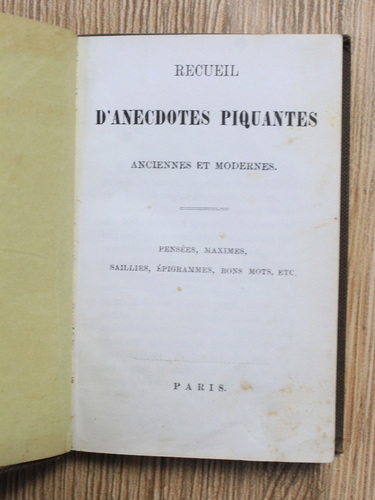 RECUEIL
D'ANECDOTES PIQUANTES
ANCIENNES ET MODERNES.
PENSÉES, MAXIMES,
SAILLIES, ÉPIGRAMMES, BONS MOTS, ETC.
PARIS.